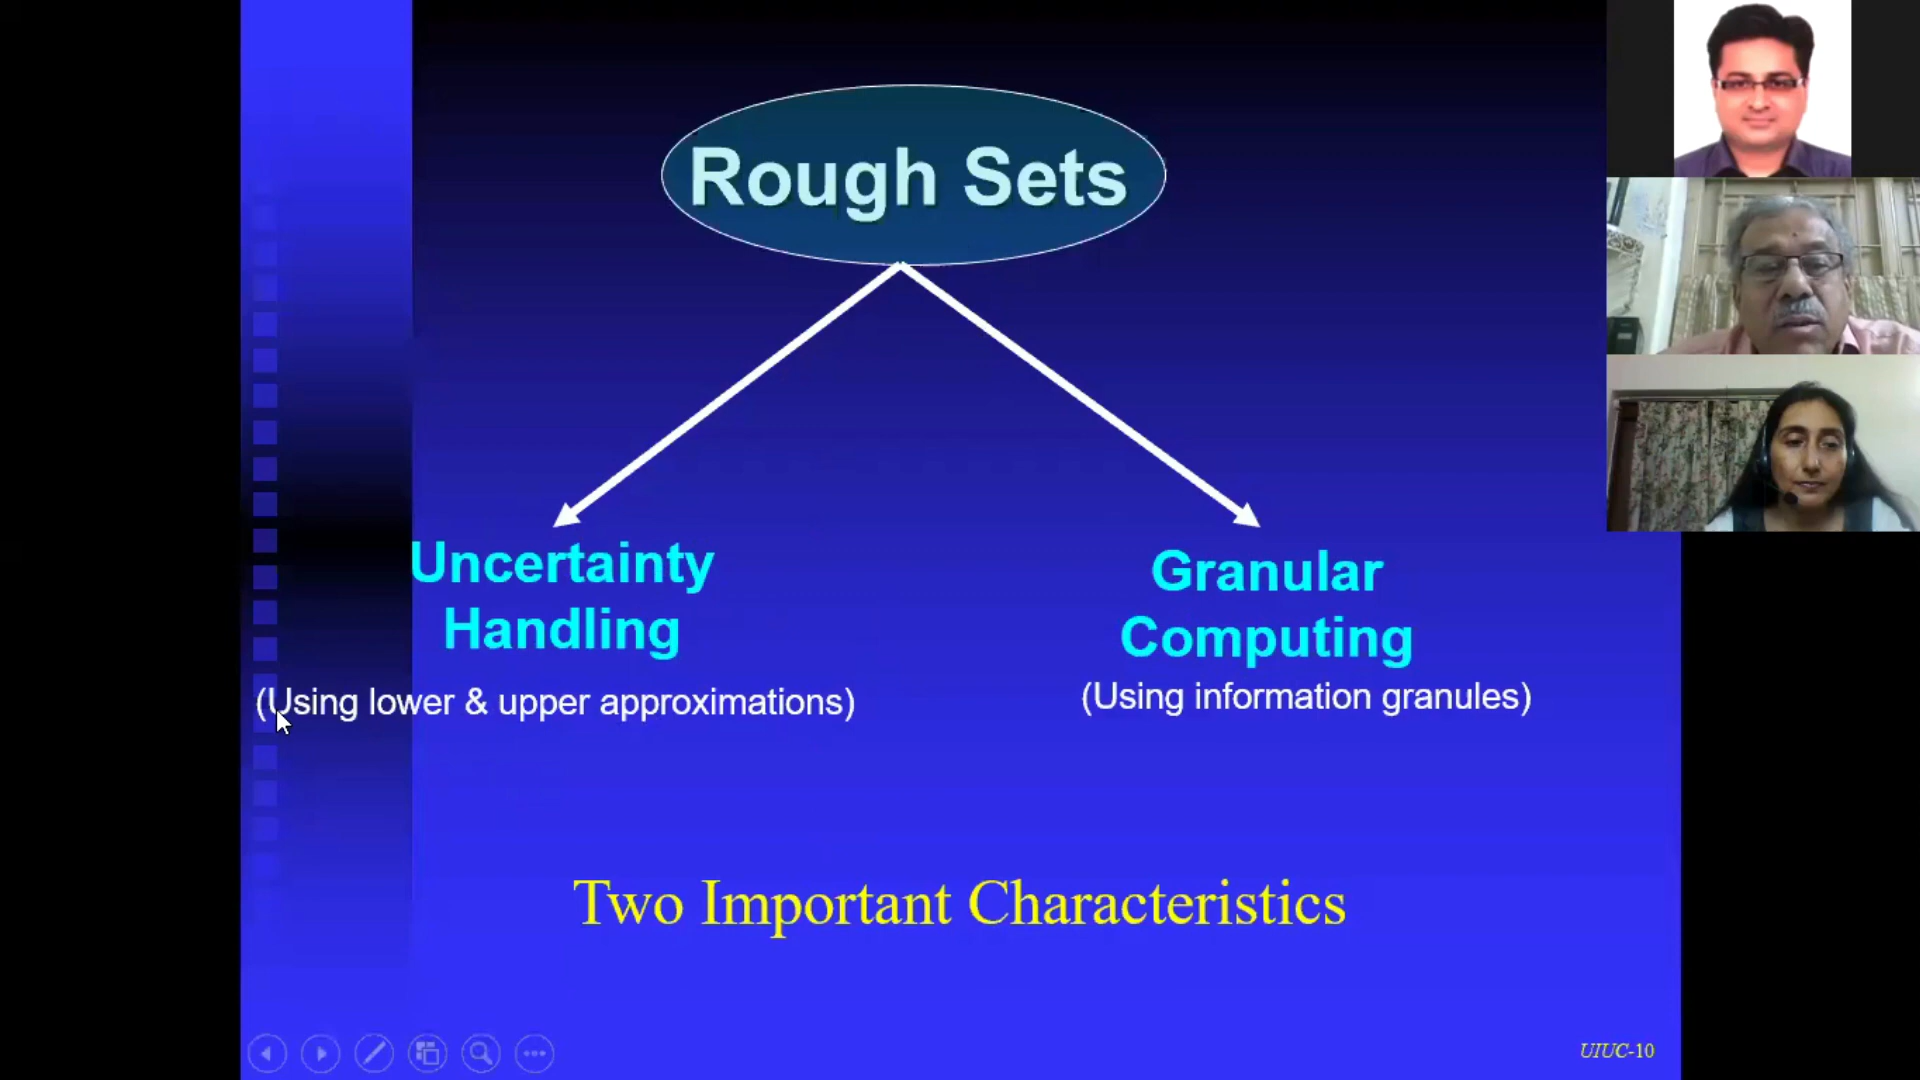 Rough Sets
Uncertainty
Handling
(Using lower & upper approximations)
Granular
Computing
(Using information granules)
Two Important Characteristics
UIUC-10